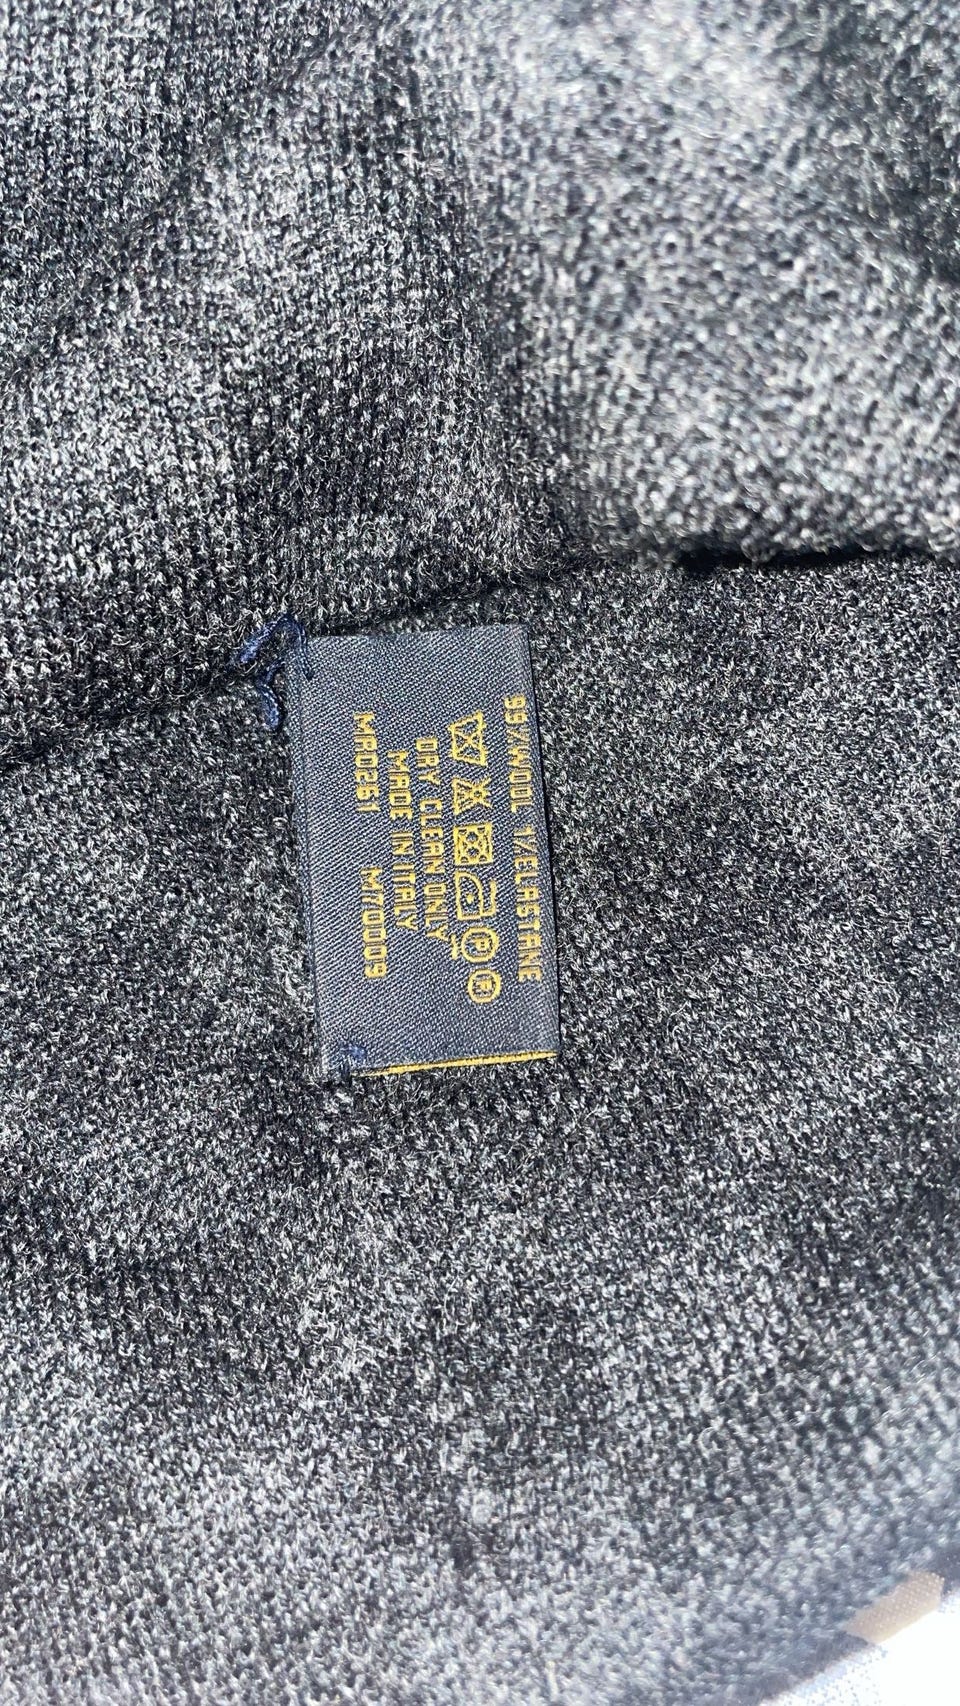 99%WOOL 1%ELASTANE
P W
DRY CLEAN ONLY
MADE IN ITALY
MR0261 M70009